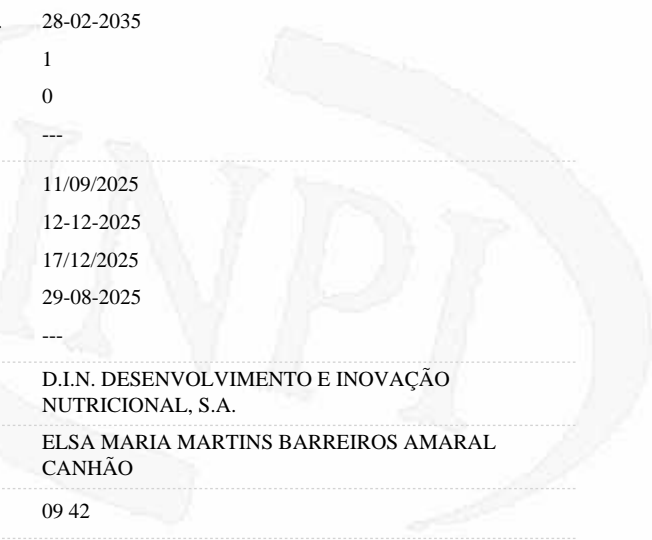 28-02-2035
1
0
---
11/09/2025
12-12-2025
17/12/2025
29-08-2025
---
D.I.N. DESENVOLVIMENTO E INOVAÇÃO
NUTRICIONAL, S.A.
ELSA MARIA MARTINS BARREIROS AMARAL
CANHÃO
09 42
INPI